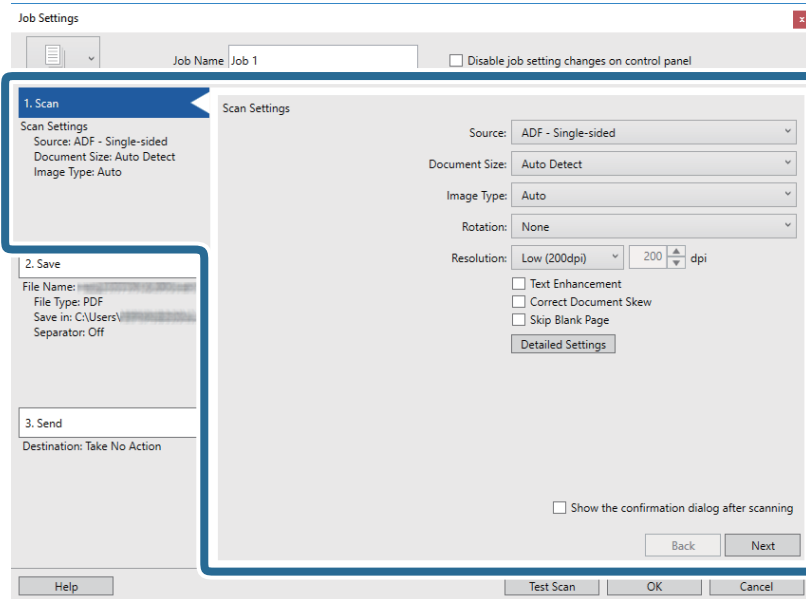 Job Settings
x
Job Name Job 1
Disable job setting changes on control panel
1. Scan
Scan Settings
Source: ADF - Single-sided
Document Size: Auto Detect
Image Type: Auto
2. Save
File Name:
File Type: PDF
Save in: C:\Users\
Separator: Off
3. Send
Destination: Take No Action
Scan Settings
Source: ADF - Single-sided
Document Size: Auto Detect
Image Type: Auto
Rotation: None
Resolution: Low (200dpi) 200 dpi
Text Enhancement
Correct Document Skew
Skip Blank Page
Detailed Settings
Show the confirmation dialog after scanning
Back Next
Help Test Scan OK Cancel